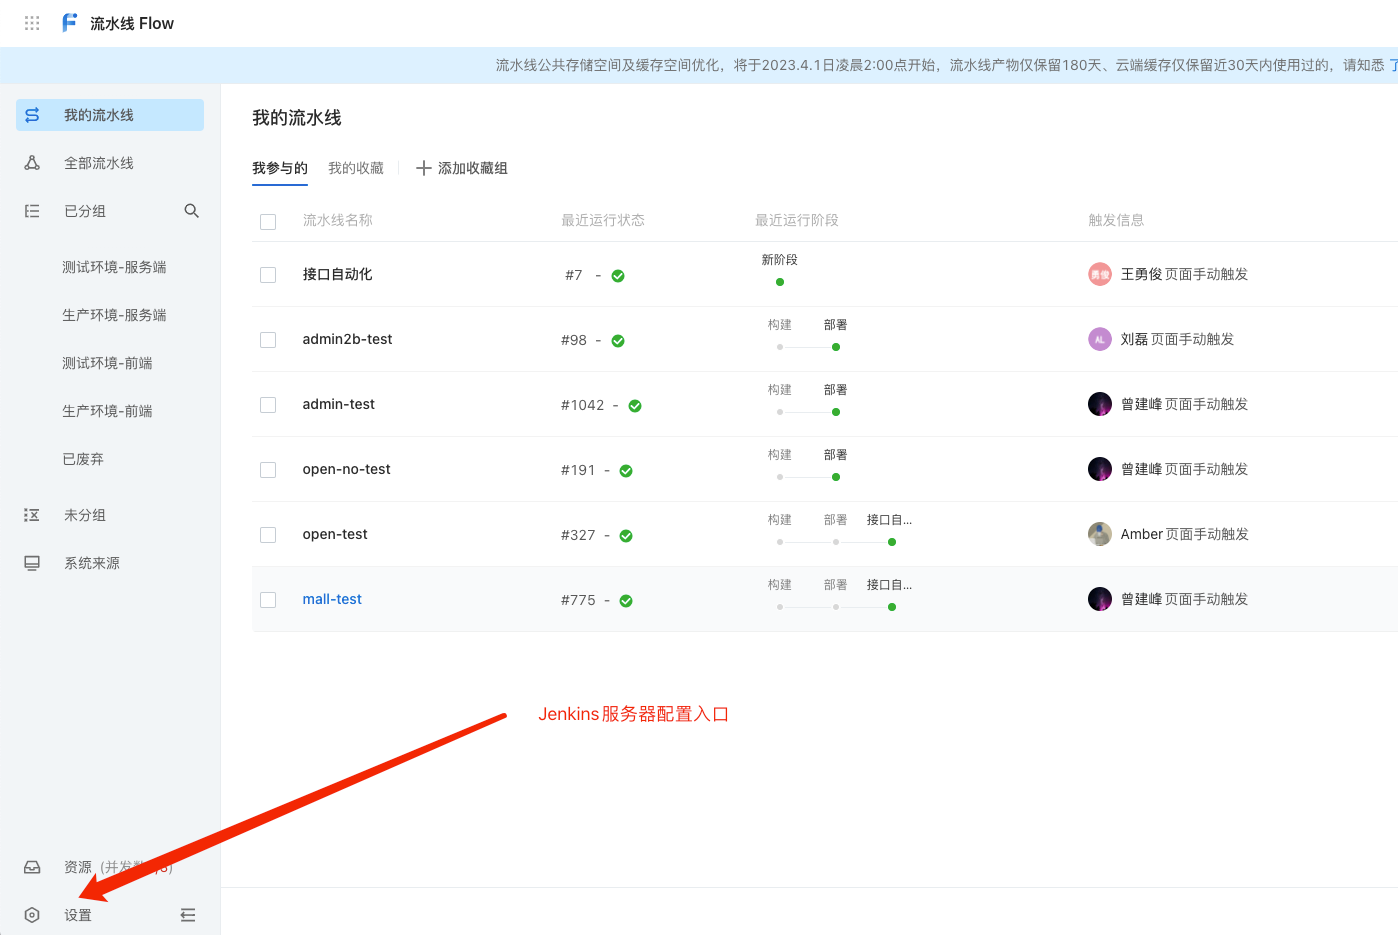 流水线 Flow
流水线公共存储空间及缓存空间优化，将于2023.4.1日凌晨2:00点开始，流水线产物仅保留180天、云端缓存仅保留近30天内使用过的，请知悉
我的流水线
全部流水线
已分组
测试环境-服务端
生产环境-服务端
测试环境-前端
生产环境-前端
已废弃
未分组
系统来源
资源 (并发
设置
我的流水线
我参与的 我的收藏 添加收藏组
流水线名称 最近运行状态 最近运行阶段 触发信息
新阶段
接口自动化 #7 - 勇俊 王勇俊 页面手动触发
构建 部署
admin2b-test #98 - AL 刘磊 页面手动触发
构建 部署
admin-test #1042 - 曾建峰 页面手动触发
构建 部署
open-no-test #191 - 曾建峰 页面手动触发
构建 部署 接口自...
open-test #327 - Amber 页面手动触发
构建 部署 接口自...
mall-test #775 - 曾建峰 页面手动触发
Jenkins服务器配置入口